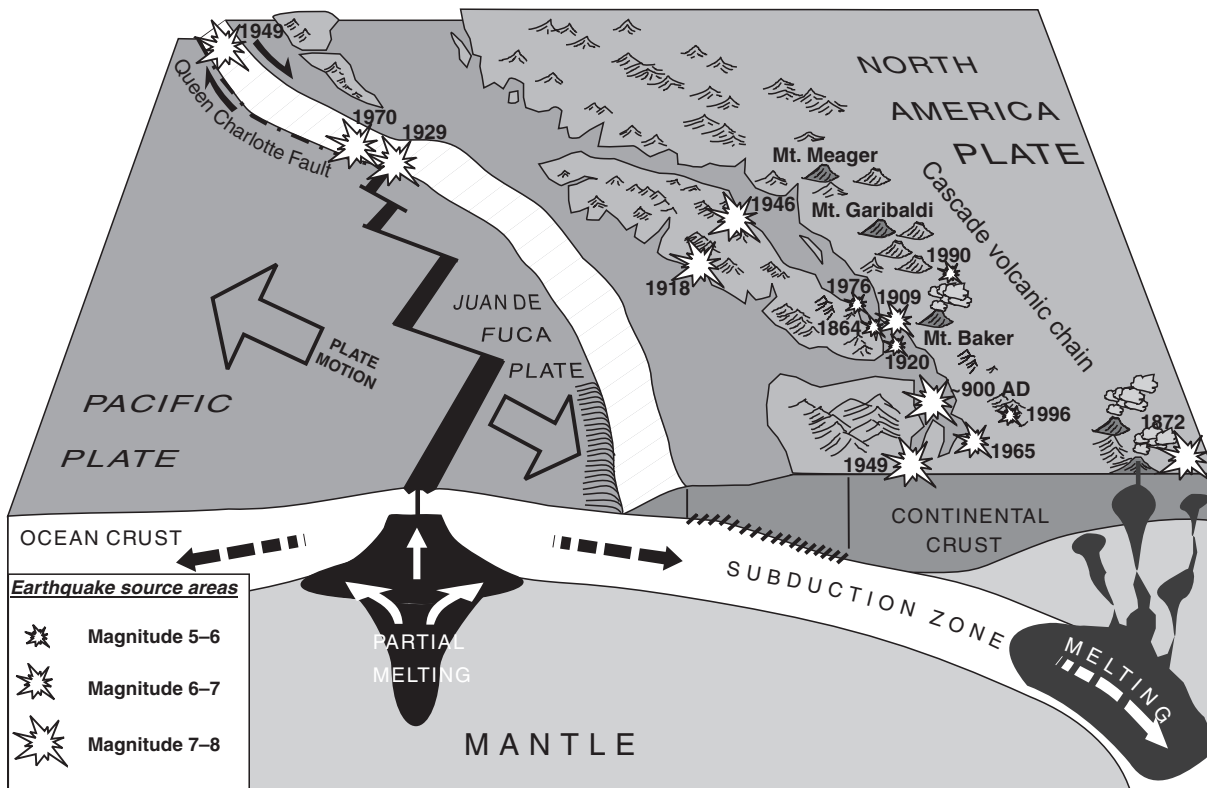 1949
Queen Charlotte Fault
1970
1929
NORTH
AMERICA
PLATE
Mt. Meager
Cascade volcanic chain
1946
Mt. Garibaldi
1918
1990
1976
1909
1864
Mt. Baker
1920
JUAN DE
FUCA
PLATE
PLATE
MOTION
PACIFIC
PLATE
~900 AD
1996
1872
1949
1965
OCEAN CRUST
CONTINENTAL
CRUST
SUBDUCTION ZONE
Earthquake source areas
Magnitude 5–6
Magnitude 6–7
Magnitude 7–8
PARTIAL
MELTING
MELTING
MANTLE